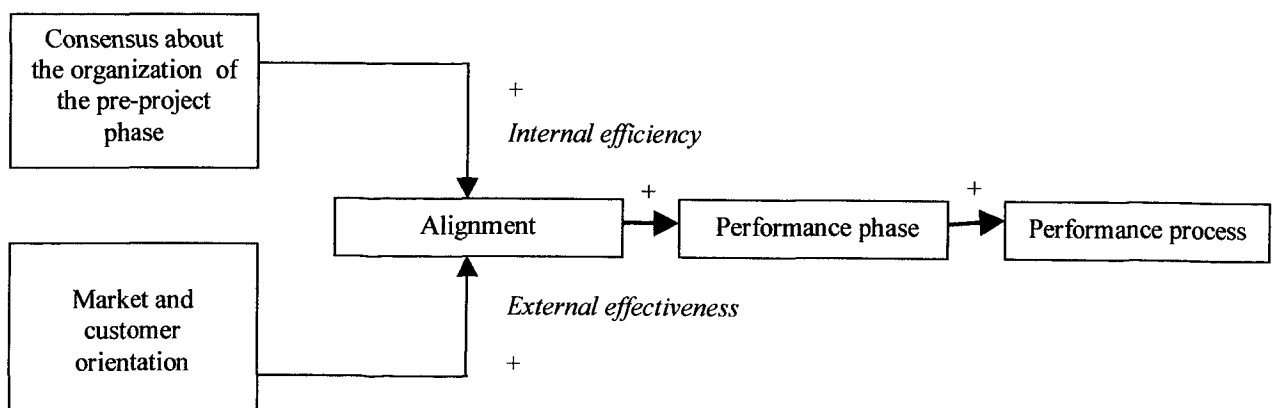 Consensus about
the organization of
the pre-project
phase
+
Internal efficiency
Alignment
+
Performance phase
+
Performance process
Market and
customer
orientation
External effectiveness
+